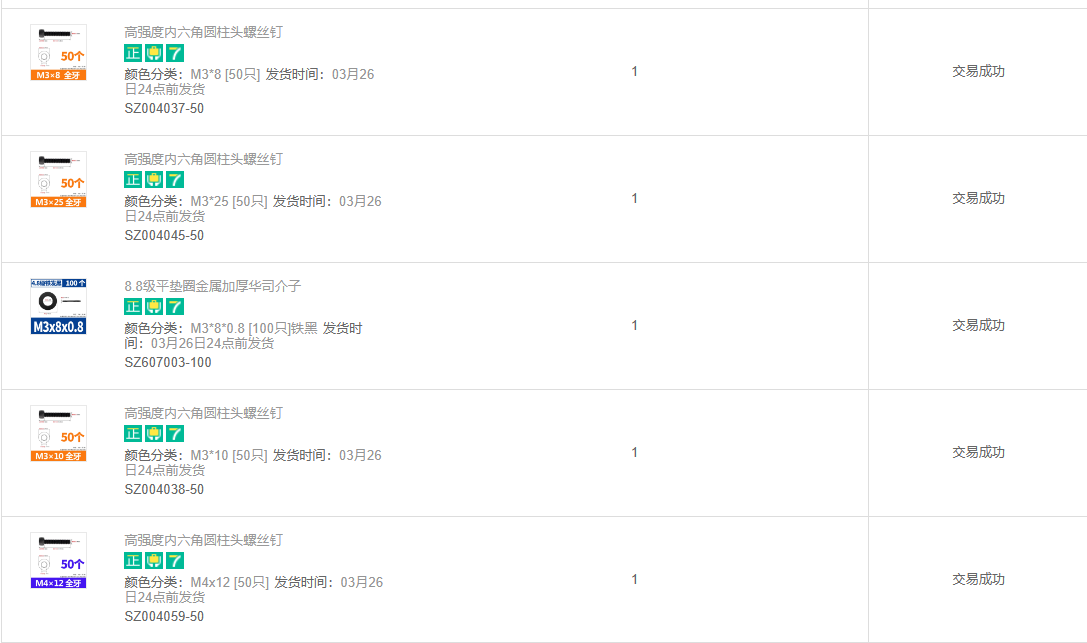 高强度内六角圆柱头螺丝钉
50个
M3×8 全牙
正 7
颜色分类：M3*8 [50只] 发货时间：03月26
日24点前发货
SZ004037-50
1
交易成功
高强度内六角圆柱头螺丝钉
50个
M3×25 全牙
正 7
颜色分类：M3*25 [50只] 发货时间：03月26
日24点前发货
SZ004045-50
1
交易成功
100个
M3x8x0.8
8.8级平垫圈金属加厚华司介子
正 7
颜色分类：M3*8*0.8 [100只]铁黑 发货时
间：03月26日24点前发货
SZ607003-100
1
交易成功
高强度内六角圆柱头螺丝钉
50个
M3×10 全牙
正 7
颜色分类：M3*10 [50只] 发货时间：03月26
日24点前发货
SZ004038-50
1
交易成功
高强度内六角圆柱头螺丝钉
50个
M4×12 全牙
正 7
颜色分类：M4x12 [50只] 发货时间：03月26
日24点前发货
SZ004059-50
1
交易成功